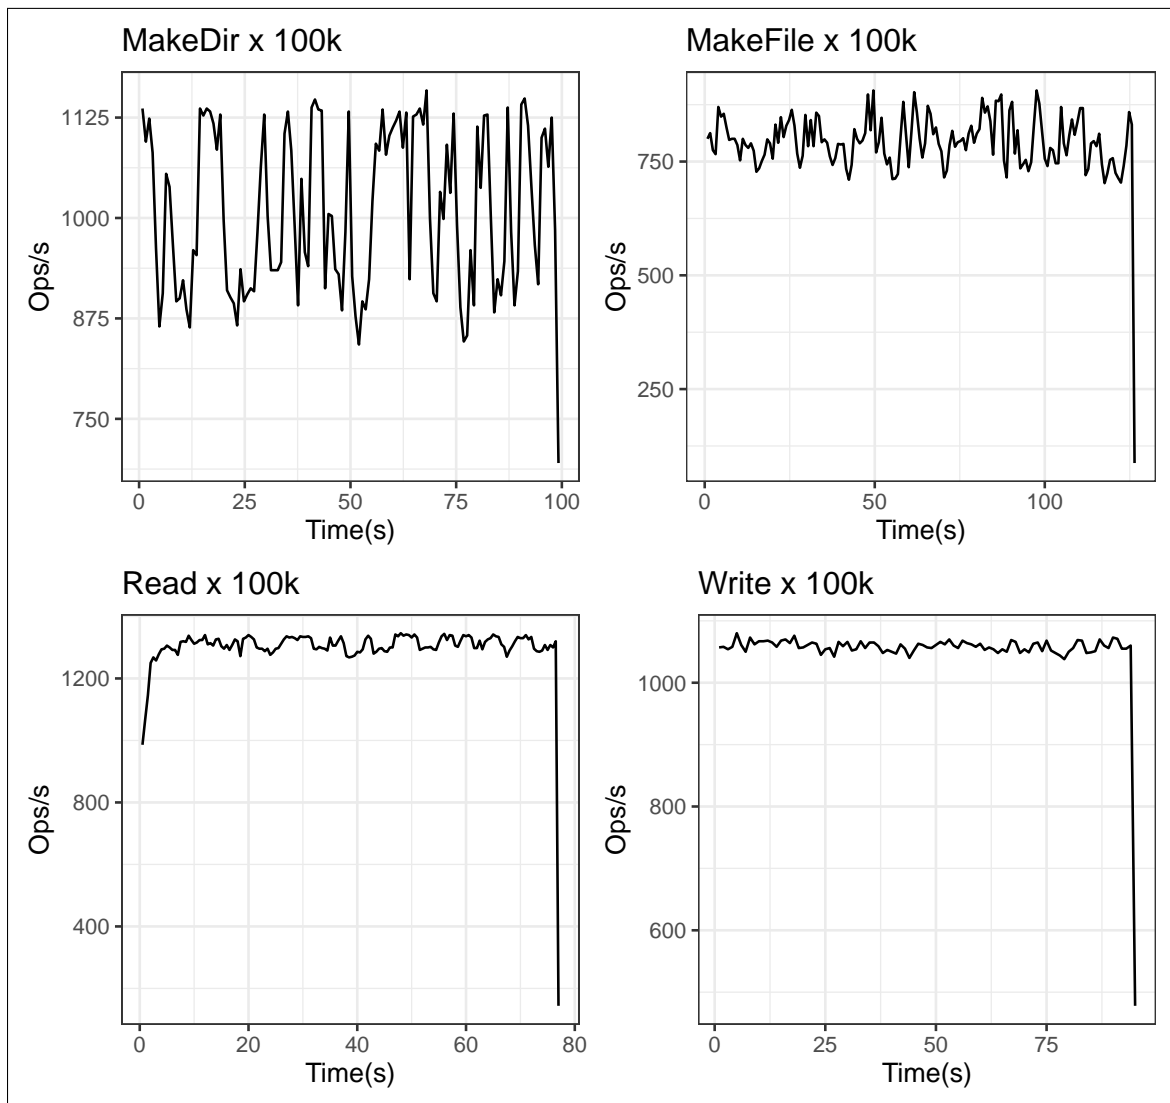 MakeDir x 100k
1125
1000
875
750
Ops/s
0 25 50 75 100
Time(s)
MakeFile x 100k
750
500
250
Ops/s
0 50 100
Time(s)
Read x 100k
1200
800
400
Ops/s
0 20 40 60 80
Time(s)
Write x 100k
1000
800
600
Ops/s
0 25 50 75
Time(s)